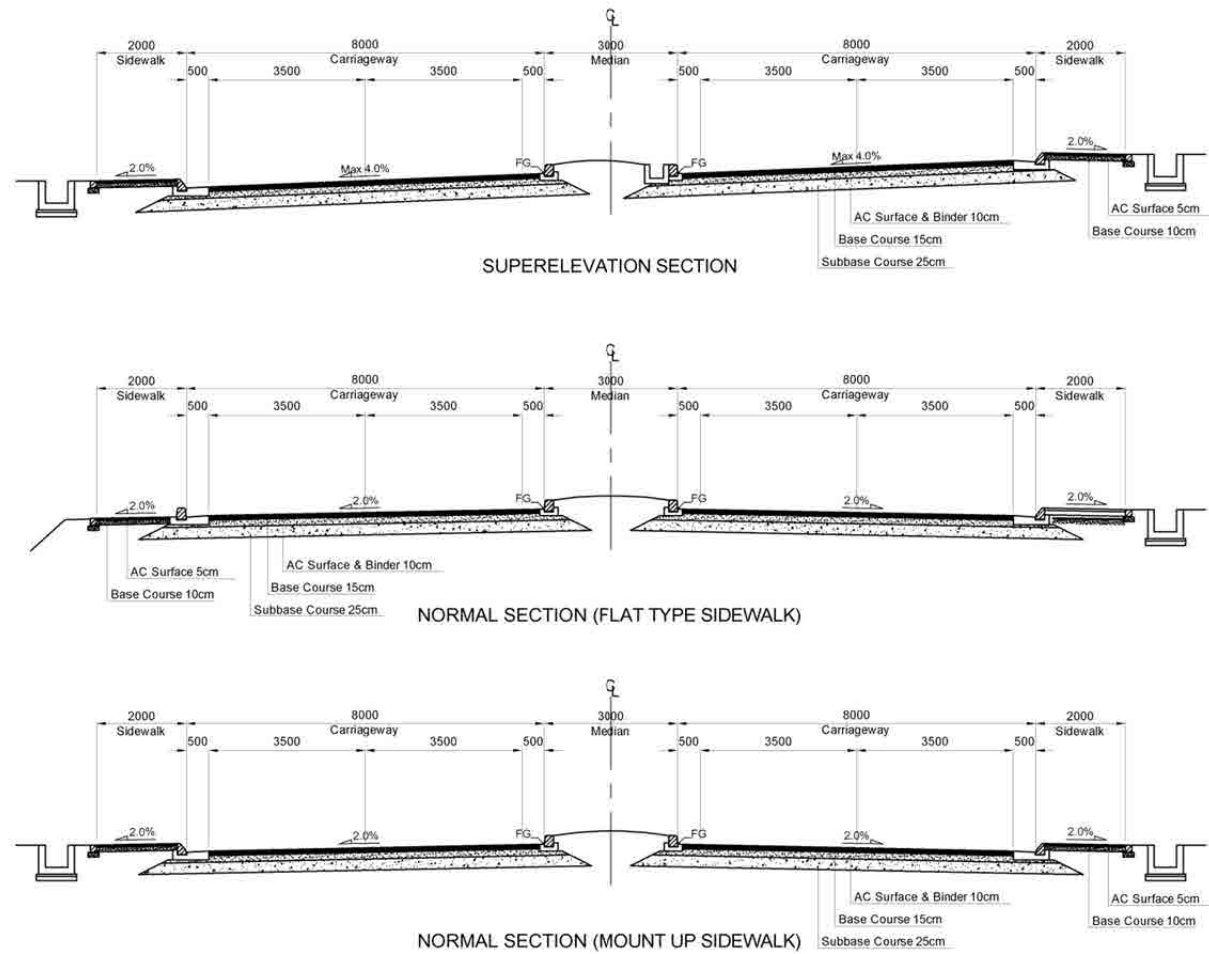 ℄
2000 8000 3000 8000 2000
Sidewalk Carriageway Median Carriageway Sidewalk
500 3500 3500 500 500 3500 3500 500
2.0% Max 4.0% FG FG Max 4.0% 2.0%
AC Surface & Binder 10cm AC Surface 5cm
Base Course 15cm Base Course 10cm
Subbase Course 25cm
SUPERELEVATION SECTION
℄
2000 8000 3000 8000 2000
Sidewalk Carriageway Median Carriageway Sidewalk
500 3500 3500 500 500 3500 3500 500
2.0% 2.0% FG FG 2.0% 2.0%
AC Surface 5cm AC Surface & Binder 10cm
Base Course 10cm Base Course 15cm
Subbase Course 25cm
NORMAL SECTION (FLAT TYPE SIDEWALK)
℄
2000 8000 3000 8000 2000
Sidewalk Carriageway Median Carriageway Sidewalk
500 3500 3500 500 500 3500 3500 500
2.0% 2.0% FG FG 2.0% 2.0%
AC Surface & Binder 10cm AC Surface 5cm
Base Course 15cm Base Course 10cm
Subbase Course 25cm
NORMAL SECTION (MOUNT UP SIDEWALK)